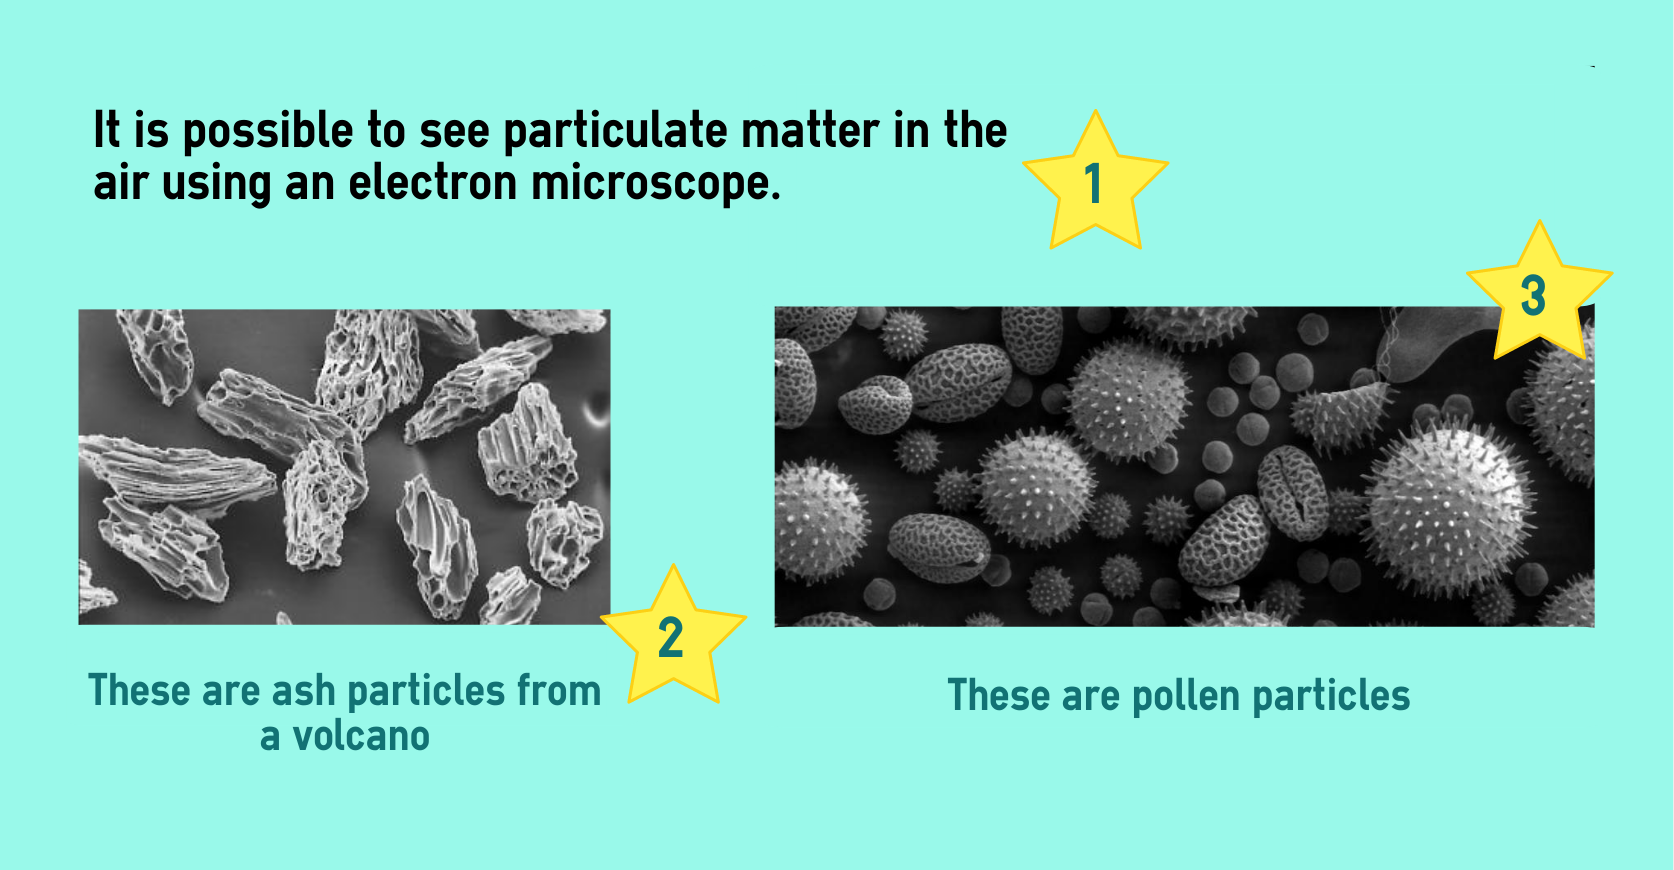 It is possible to see particulate matter in the
air using an electron microscope.
1
3
2
These are ash particles from
a volcano
These are pollen particles